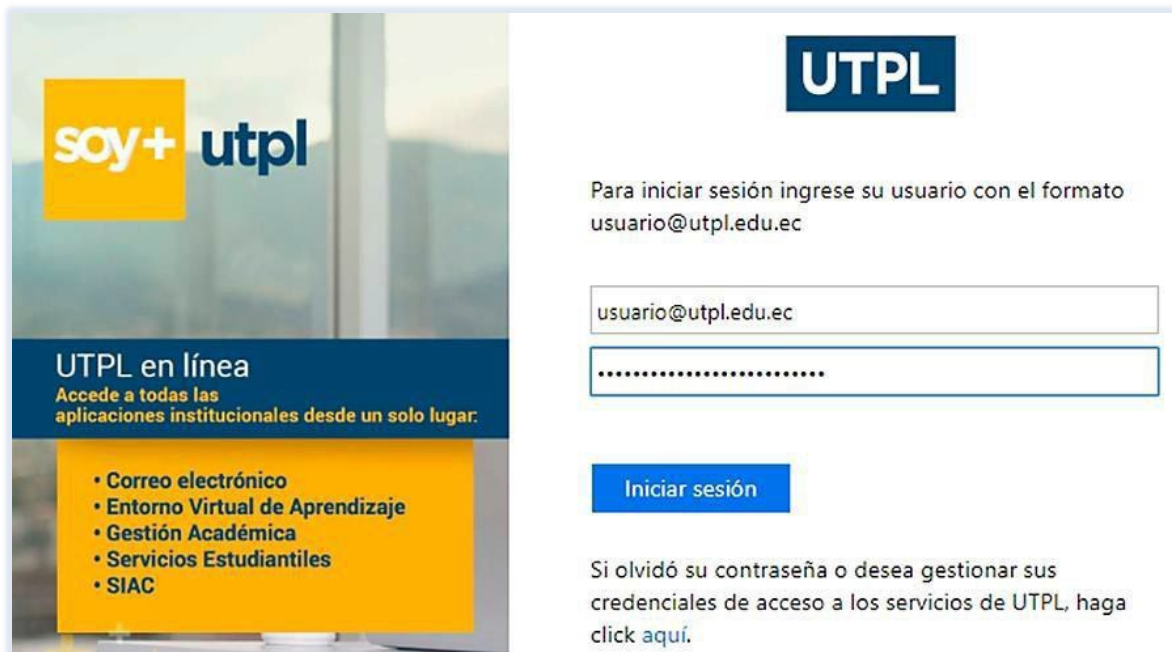 soy+ utpl
UTPL en línea
Accede a todas las
aplicaciones institucionales desde un solo lugar:
• Correo electrónico
• Entorno Virtual de Aprendizaje
• Gestión Académica
• Servicios Estudiantiles
• SIAC
UTPL
Para iniciar sesión ingrese su usuario con el formato
usuario@utpl.edu.ec
usuario@utpl.edu.ec
Iniciar sesión
Si olvidó su contraseña o desea gestionar sus
credenciales de acceso a los servicios de UTPL, haga
click aquí.